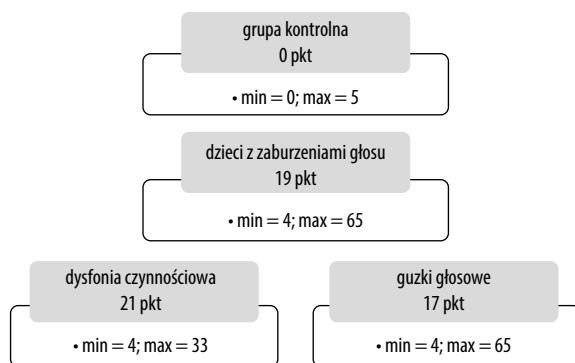 grupa kontrolna
0 pkt
• min = 0; max = 5
dzieci z zaburzeniami głosu
19 pkt
• min = 4; max = 65
dysfonia czynnościowa
21 pkt
• min = 4; max = 33
guzki głosowe
17 pkt
• min = 4; max = 65